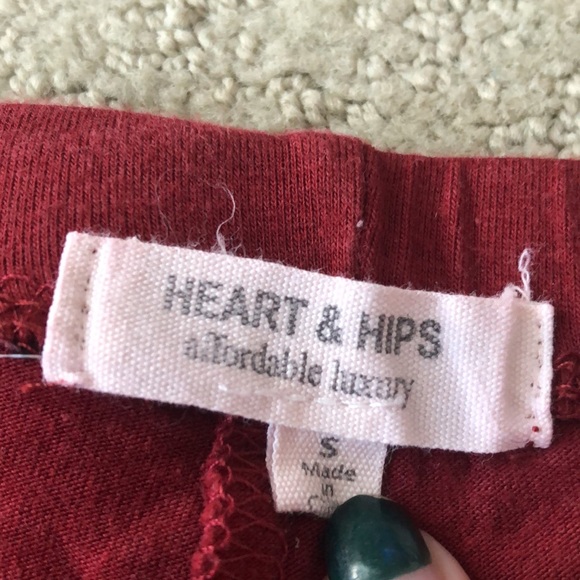 HEART & HIPS
affordable luxury
S
Made
in